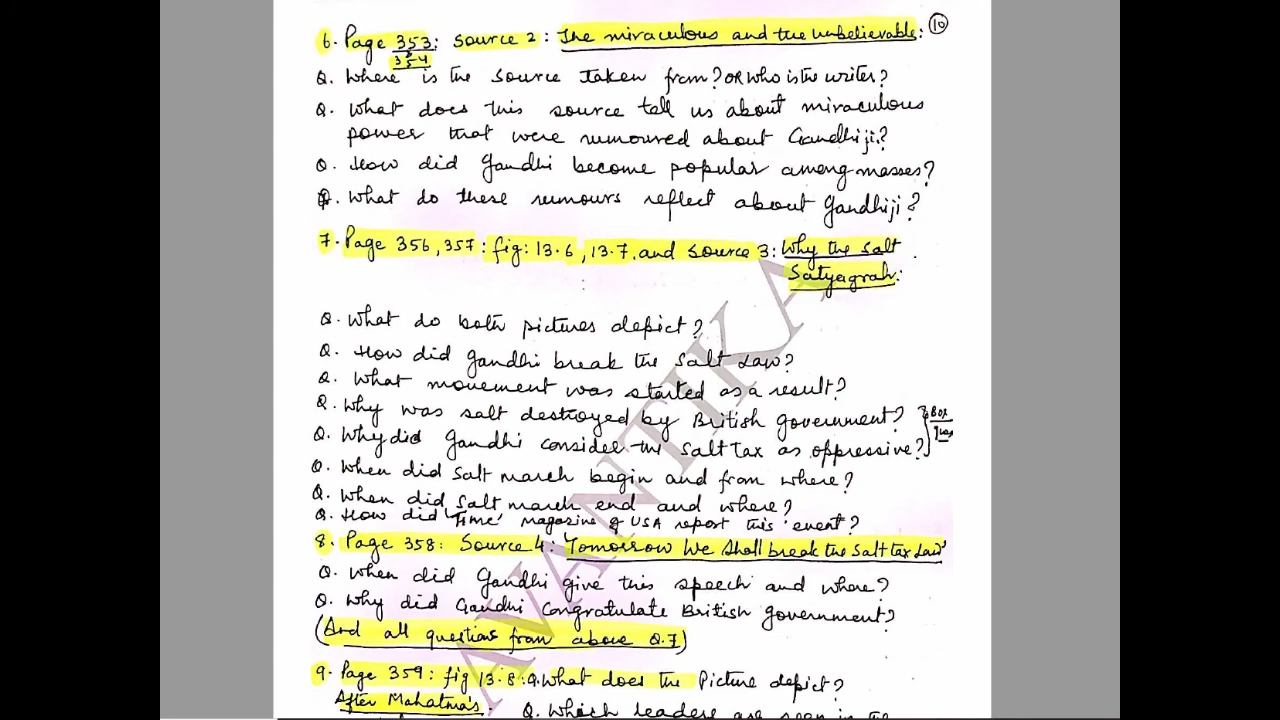 6. Page 353: Source 2: The miraculous and the unbelievable: 10
354
Q. Where is the source taken from? OR who is the writer?
Q. What does this source tell us about miraculous
power that were rumoured about Gandhiji?
Q. How did Gandhi become popular among masses?
Q. What do these rumours reflect about Gandhiji?
7. Page 356, 357: fig: 13.6, 13.7. and source 3: Why the Salt
Satyagrah:
Q. What do both pictures depict?
Q. How did Gandhi break the Salt Law?
Q. What movement was started as a result?
Q. Why was salt destroyed by British government? Box
Q. Why did Gandhi consider the Salt Tax as oppressive?
Q. When did Salt march begin and from where?
Q. When did Salt march end and where?
Q. How did 'Time' magazine of USA report this event?
8. Page 358: Source 4: 'Tomorrow We Shall break the Salt tax Law'
Q. When did Gandhi give this speech and where?
Q. Why did Gandhi congratulate British government?
(And all questions from above Q.7)
9. Page 359: fig 13.8: Q. What does the Picture depict?
After Mahatma's Q. Which leaders are seen in the
AVANTIKA